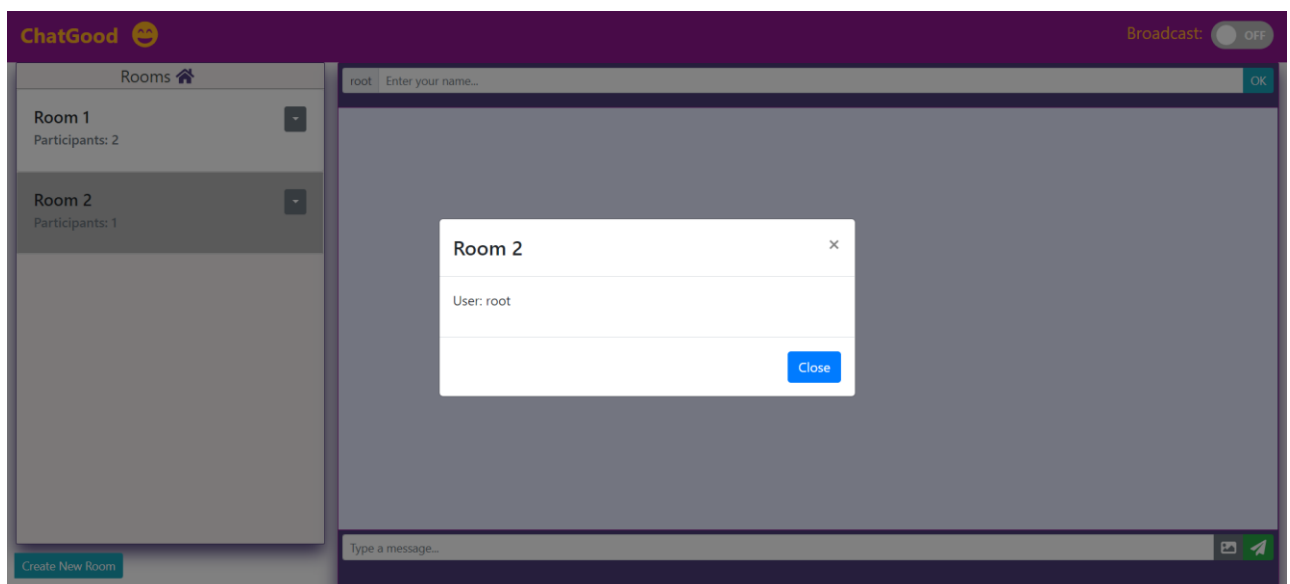 ChatGood
Broadcast: OFF
Rooms
root Enter your name... OK
Room 1
Participants: 2
Room 2
Participants: 1
Room 2 ×
User: root
Close
Type a message...
Create New Room